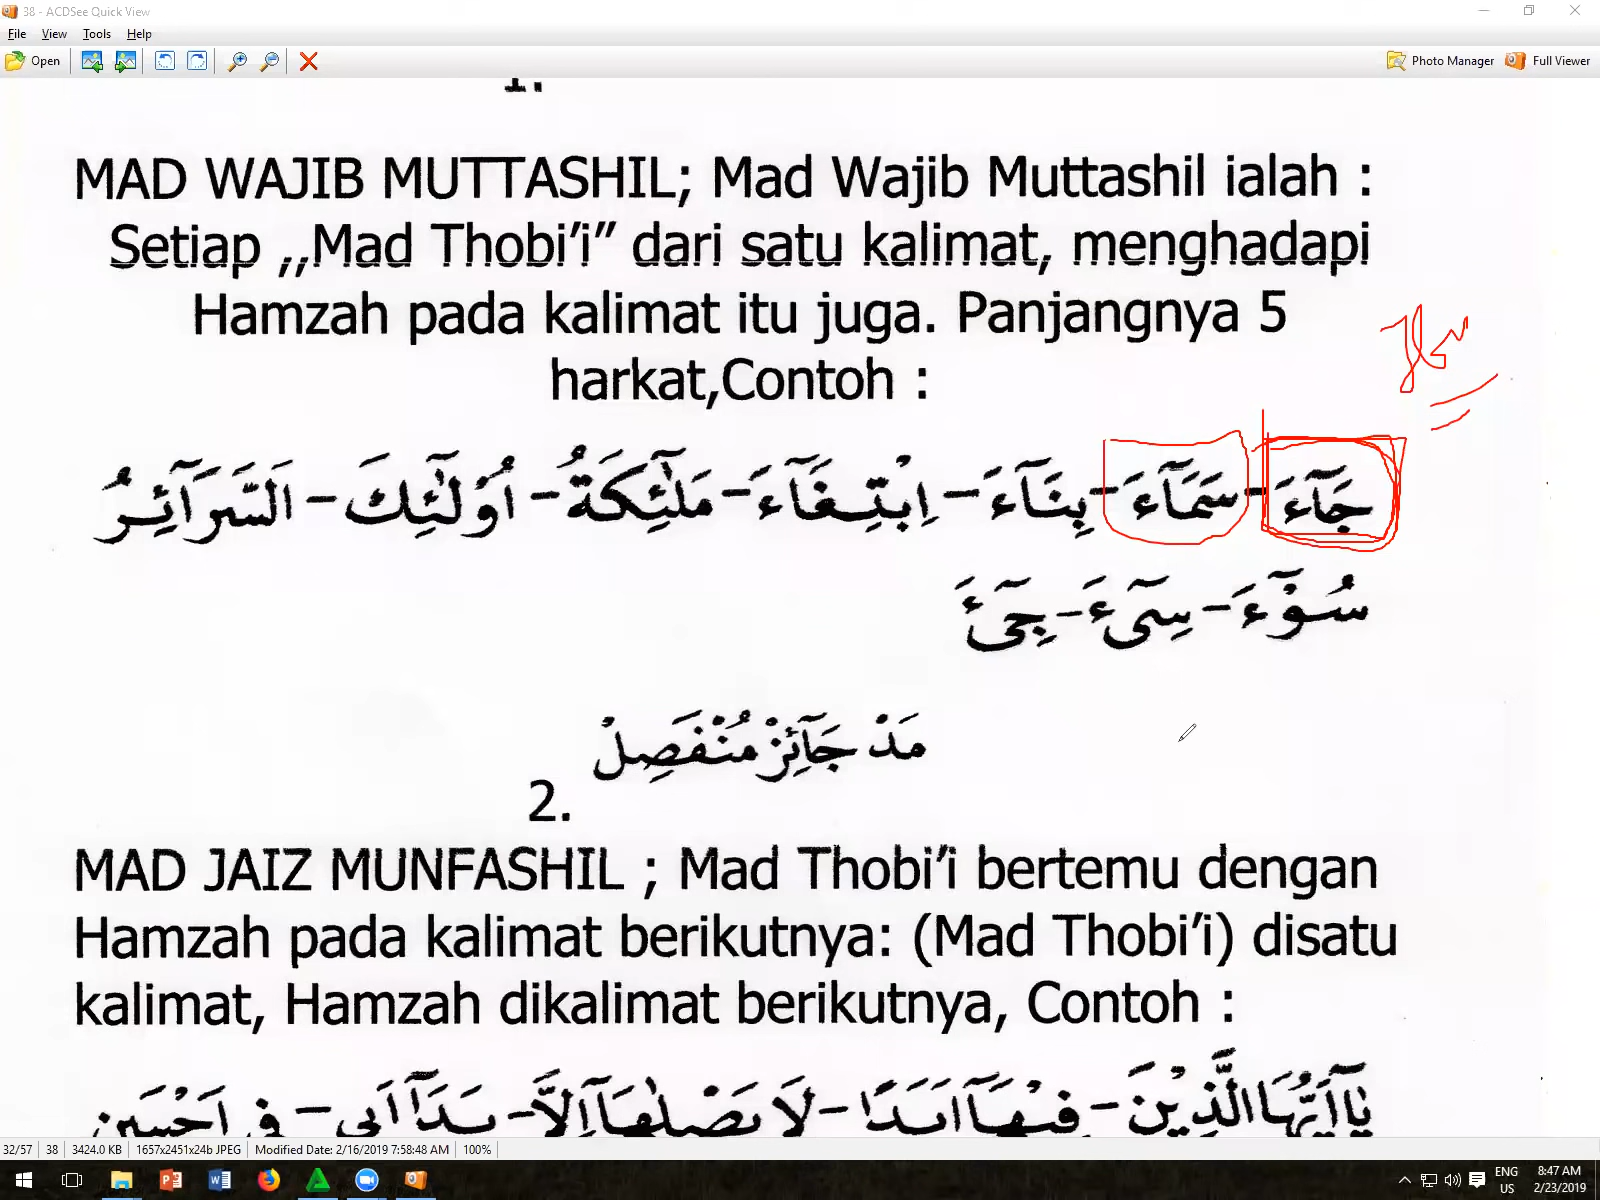 38 - ACDSee Quick View
File View Tools Help
Open Photo Manager Full Viewer
1.
MAD WAJIB MUTTASHIL; Mad Wajib Muttashil ialah :
Setiap ,,Mad Thobi’i” dari satu kalimat, menghadapi
Hamzah pada kalimat itu juga. Panjangnya 5
harkat,Contoh :
جَآءَ - سَمَآءَ - بِنَآءَ - اِبْتِغَآءَ - مَلٰٓئِكَةُ - اُوَلٰٓئِكَ - اَلسَّرَآئِرُ
سُوْٓءَ - سِىٓءَ - جِىٓءَ
مَدْ جَآئِزْ مُنْفَصِلْ
2.
MAD JAIZ MUNFASHIL ; Mad Thobi’i bertemu dengan
Hamzah pada kalimat berikutnya: (Mad Thobi’i) disatu
kalimat, Hamzah dikalimat berikutnya, Contoh :
يٰٓاَيُّهَا الَّذِيْنَ - فِيْهَآ اَبَدًا - لَا يَصْلٰهَآ اِلاَّ - يَدَآ اَبِى - فِى اَحْسَنِ
32/57 38 3424.0 KB 1657x2451x24b JPEG Modified Date: 2/16/2019 7:58:48 AM 100%
ENG 8:47 AM
US 2/23/2019